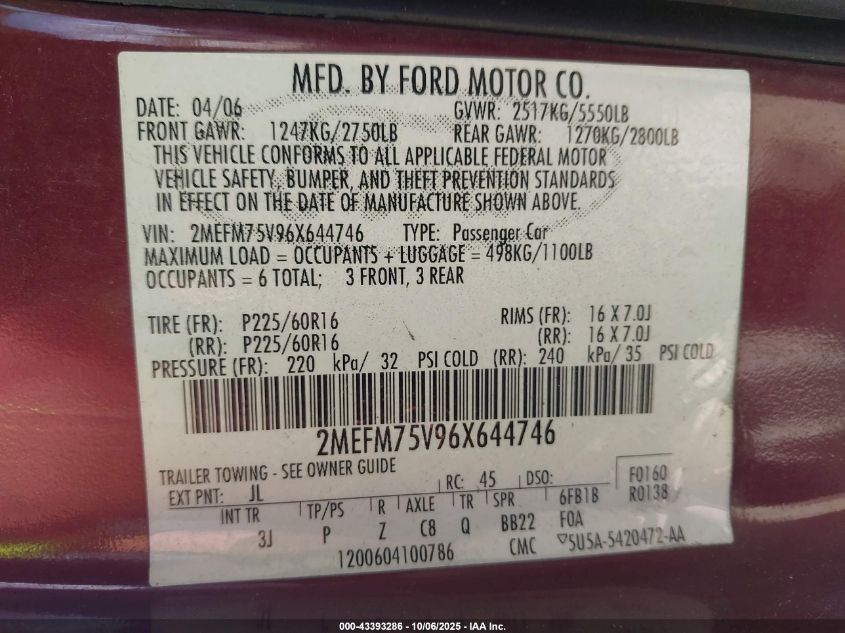 MFD. BY FORD MOTOR CO.
DATE: 04/06 GVWR: 2517KG/5550LB
FRONT GAWR: 1247KG/2750LB REAR GAWR: 1270KG/2800LB
THIS VEHICLE CONFORMS TO ALL APPLICABLE FEDERAL MOTOR
VEHICLE SAFETY, BUMPER, AND THEFT PREVENTION STANDARDS
IN EFFECT ON THE DATE OF MANUFACTURE SHOWN ABOVE.
VIN: 2MEFM75V96X644746 TYPE: Passenger Car
MAXIMUM LOAD = OCCUPANTS + LUGGAGE = 498KG/1100LB
OCCUPANTS = 6 TOTAL; 3 FRONT, 3 REAR
TIRE (FR): P225/60R16 RIMS (FR): 16 X 7.0J
(RR): P225/60R16 (RR): 16 X 7.0J
PRESSURE (FR): 220 kPa/ 32 PSI COLD (RR): 240 kPa/ 35 PSI COLD
2MEFM75V96X644746
TRAILER TOWING - SEE OWNER GUIDE
EXT PNT: JL RC: 45 DSO: F0160
INT TR TP/PS R AXLE TR SPR 6FB1B R0138
3J P Z C8 Q BB22 F0A
1200604100786 CMC ▽5U5A-5420472-AA
000-43393286 - 10/06/2025 - IAA Inc.